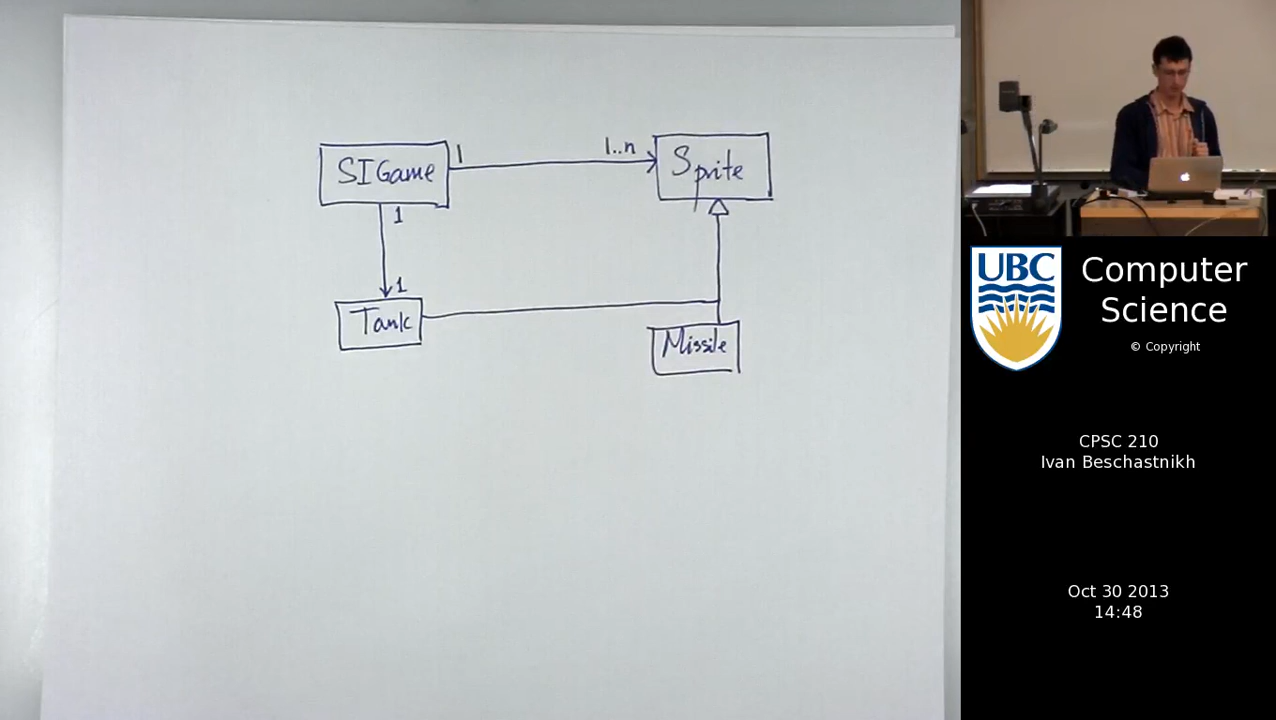 SIGame
1
1..n
Sprite
1
1
Tank
Missile
UBC
Computer
Science
© Copyright
CPSC 210
Ivan Beschastnikh
Oct 30 2013
14:48